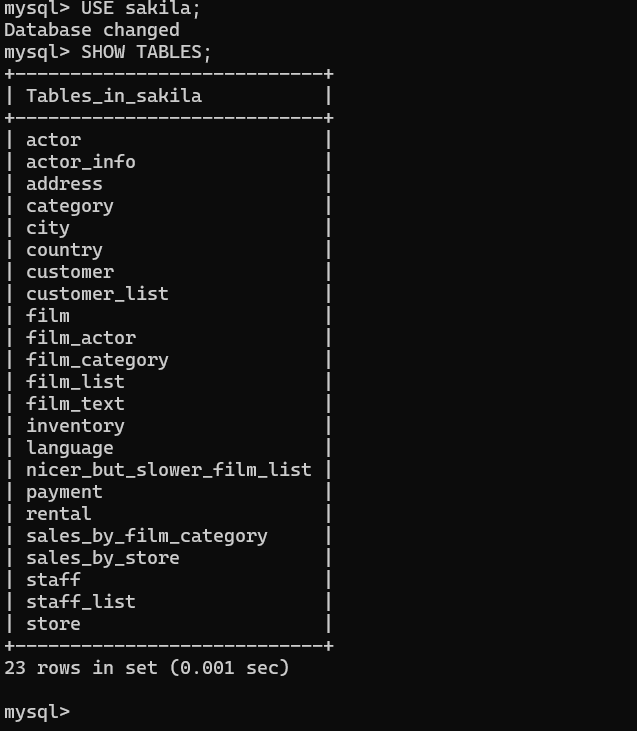 mysql> USE sakila;
Database changed
mysql> SHOW TABLES;
+----------------------------+
| Tables_in_sakila           |
+----------------------------+
| actor                      |
| actor_info                 |
| address                    |
| category                   |
| city                       |
| country                    |
| customer                   |
| customer_list              |
| film                       |
| film_actor                 |
| film_category              |
| film_list                  |
| film_text                  |
| inventory                  |
| language                   |
| nicer_but_slower_film_list |
| payment                    |
| rental                     |
| sales_by_film_category     |
| sales_by_store             |
| staff                      |
| staff_list                 |
| store                      |
+----------------------------+
23 rows in set (0.001 sec)

mysql>